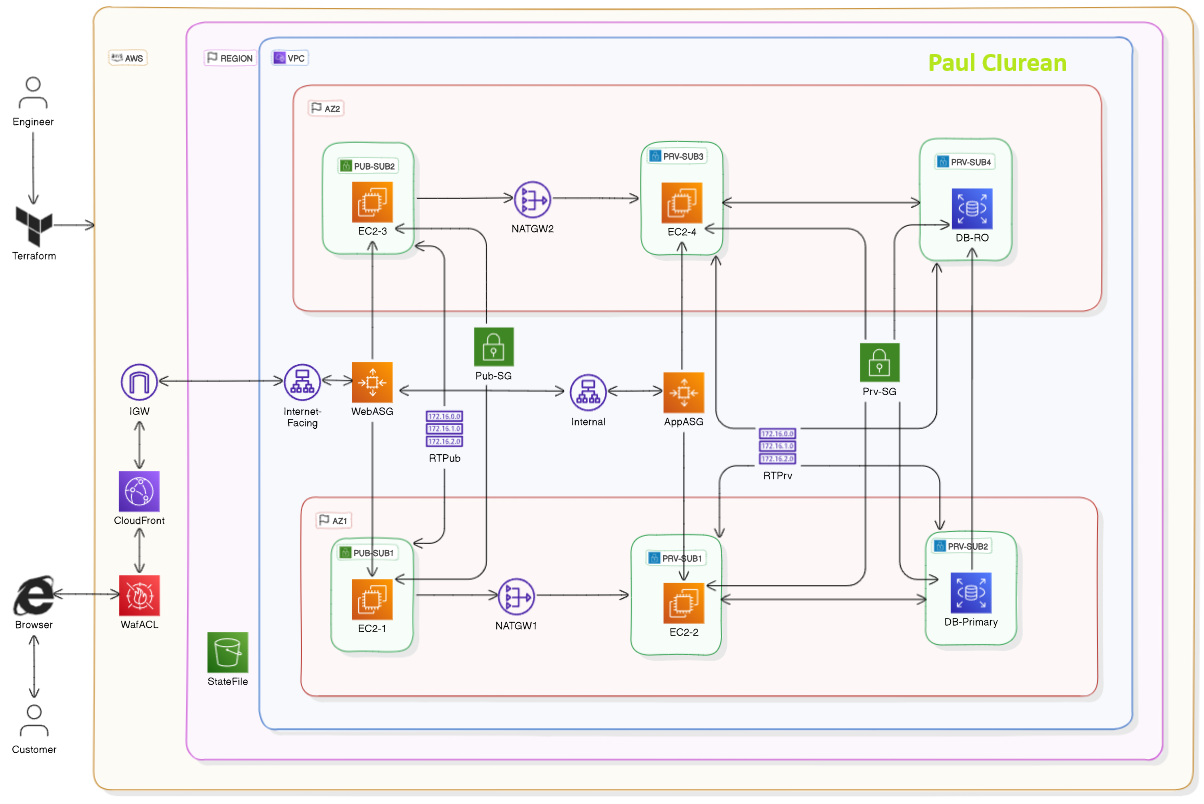 AWS
REGION
VPC
Paul Clurean
AZ2
Engineer
PUB-SUB2
PRV-SUB3
PRV-SUB4
EC2-3
NATGW2
EC2-4
DB-RO
Terraform
Pub-SG
Prv-SG
IGW
Internet-
Facing
WebASG
Internal
AppASG
172.16.0.0
172.16.1.0
172.16.2.0
RTPub
172.16.0.0
172.16.1.0
172.16.2.0
RTPrv
CloudFront
AZ1
PUB-SUB1
PRV-SUB1
PRV-SUB2
Browser
WafACL
EC2-1
NATGW1
EC2-2
DB-Primary
StateFile
Customer